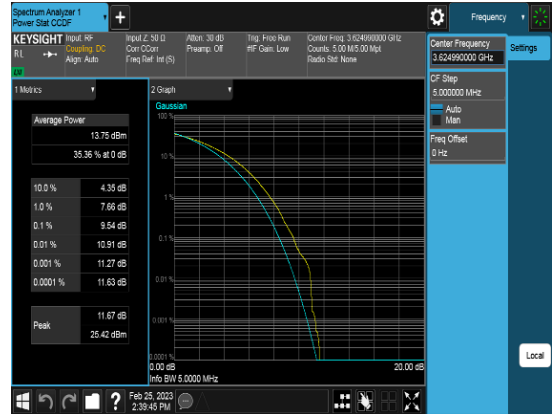 Spectrum Analyzer 1
Power Stat CCDF
Frequency
KEYSIGHT
RL
Input: RF
Coupling: DC
Align: Auto
Input Z: 50 Ω
Corr CCorr
Freq Ref: Int (S)
Atten: 30 dB
Preamp: Off
Trig: Free Run
#IF Gain: Low
Center Freq: 3.624990000 GHz
Counts: 5.00 M/5.00 Mpt
Radio Std: None
Center Frequency
3.624990000 GHz
Settings
CF Step
5.000000 MHz
Auto
Man
Freq Offset
0 Hz
Local
1 Metrics
Average Power
13.75 dBm
35.36 % at 0 dB
10.0 % 4.35 dB
1.0 % 7.66 dB
0.1 % 9.54 dB
0.01 % 10.91 dB
0.001 % 11.27 dB
0.0001 % 11.63 dB
Peak
11.67 dB
25.42 dBm
2 Graph
Gaussian
100 %
10 %
1 %
0.1 %
0.01 %
0.001 %
0.0001 %
0.00 dB
20.00 dB
Info BW 5.0000 MHz
Feb 25, 2023
2:39:45 PM